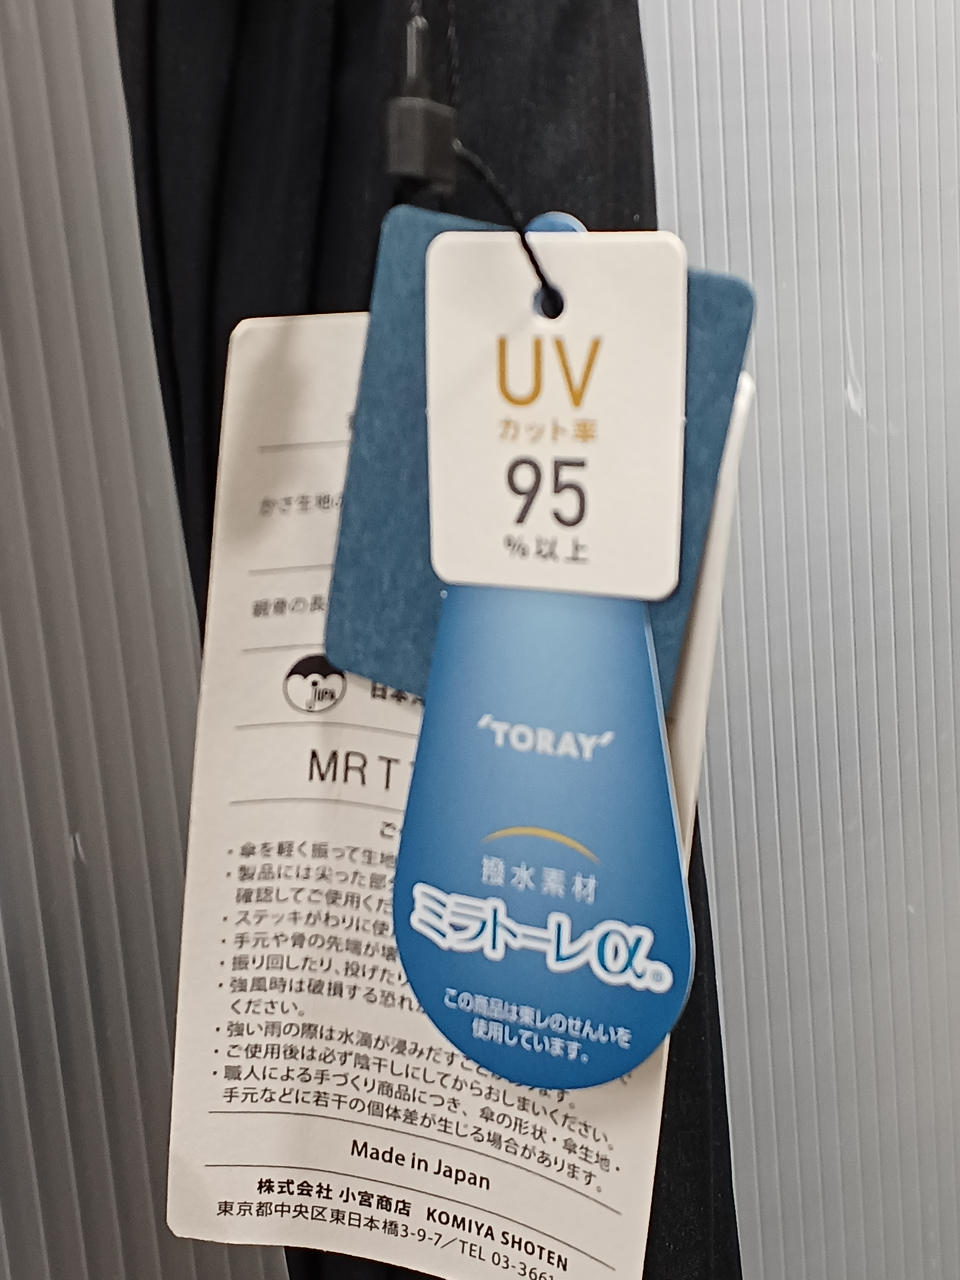 UV
カット率
95
%以上
'TORAY'
撥水素材
ミラトーレα
この商品は東レのせんいを
使用しています。
かさ生地
親骨の長
jUPA
日本
MR T
ご
・傘を軽く振って生地
・製品には尖った部
確認してご使用くだ
・ステッキがわりに使
・手元や骨の先端が壊
・振り回したり、投げたり
・強風時は破損する恐れ
ください。
・強い雨の際は水滴が浸みだすこと
ます。
・ご使用後は必ず陰干しにしてからおしまいください。
・職人による手づくり商品につき、傘の形状・傘生地・
手元などに若干の個体差が生じる場合があります。
Made in Japan
株式会社 小宮商店 KOMIYA SHOTEN
東京都中央区東日本橋3-9-7/TEL 03-3661